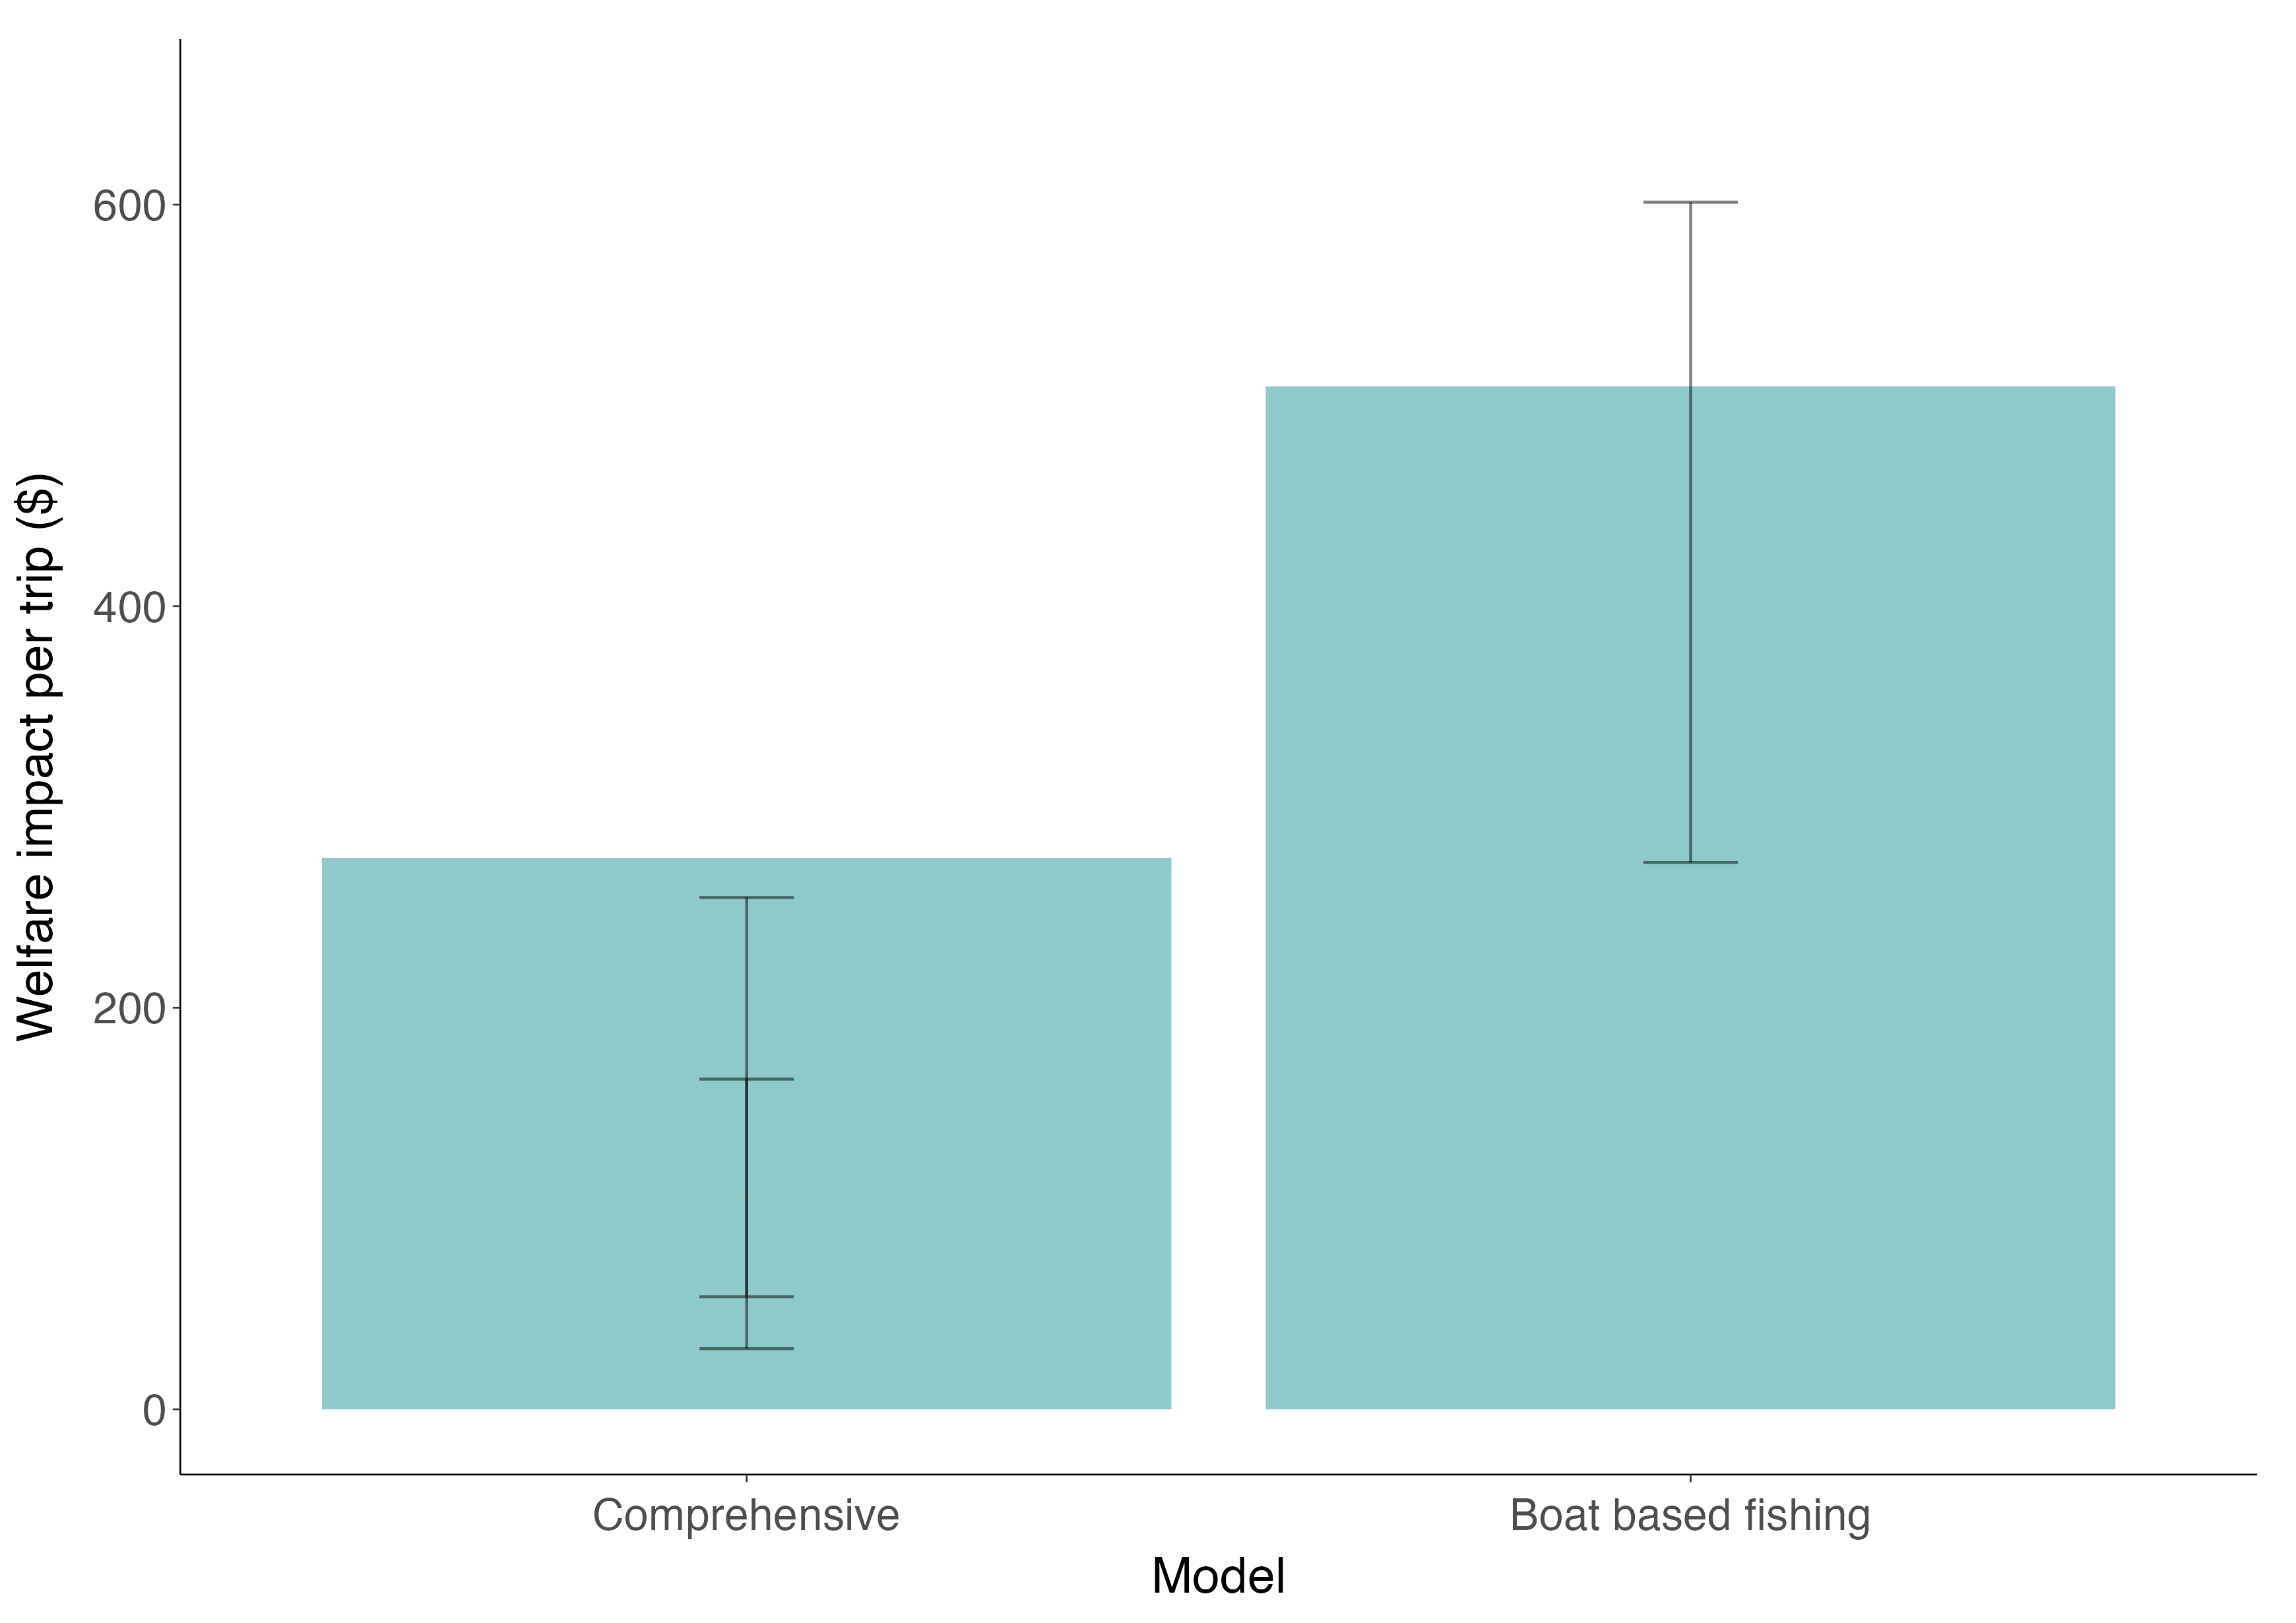 Welfare impact per trip ($)
600
400
200
0
Comprehensive
Boat based fishing
Model